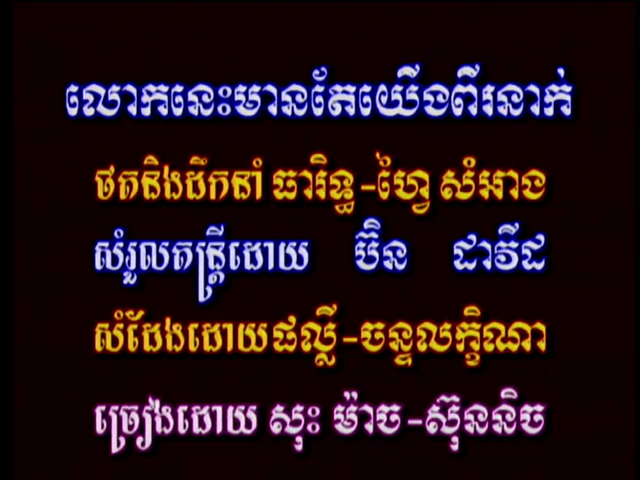 លោកនេះមានតែយើងពីរនាក់
ថតនិងដឹកនាំ ធារិទ្ធ-ហ្វៃ សំអាង
សំរួលតន្ត្រីដោយ ប៊ិន ដាវីដ
សំដែងដោយផល្លី-ចន្ទលក្ខិណា
ច្រៀងដោយ សុះ ម៉ាច-ស៊ុននិច